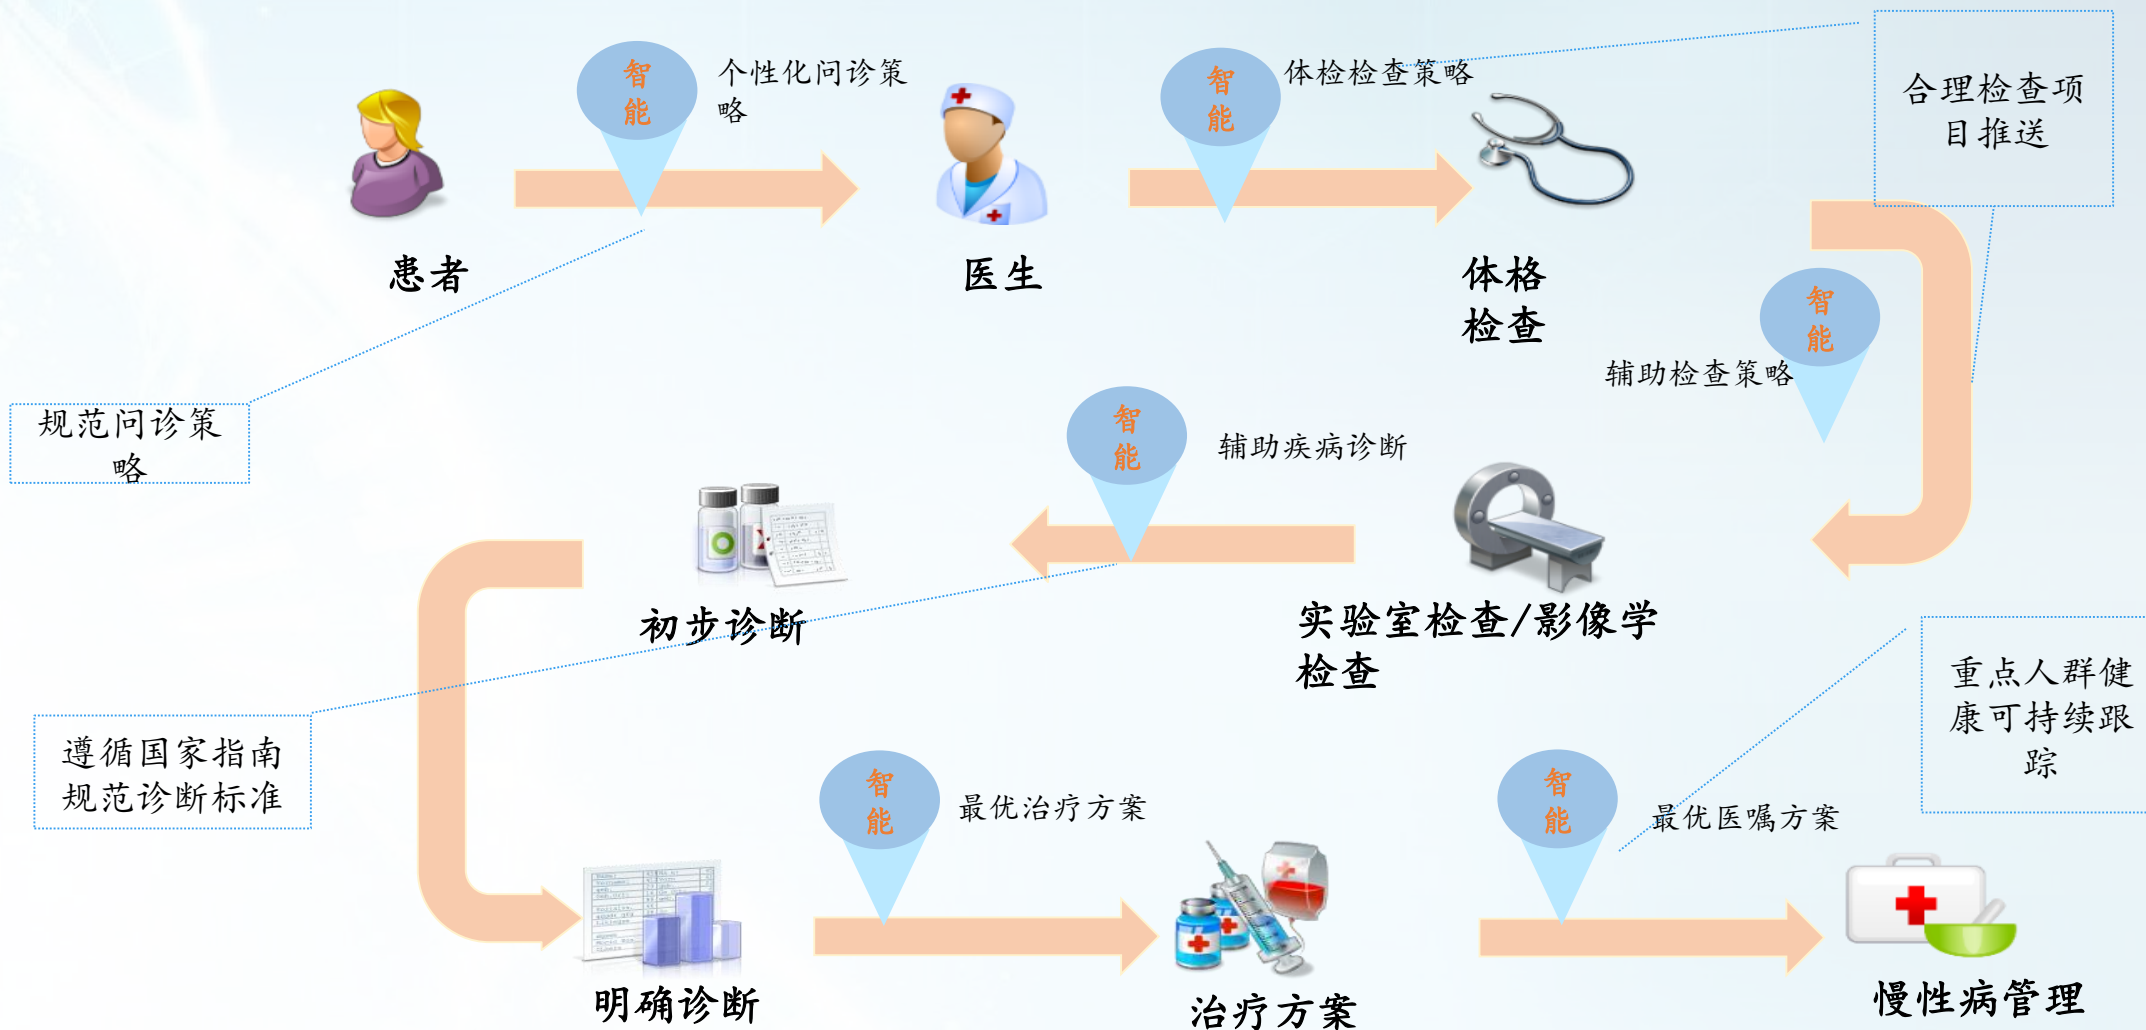 智
能
个性化问诊策
略
智
能
体检检查策略
合理检查项
目推送
患者
医生
体格
检查
智
能
辅助检查策略
规范问诊策
略
智
能
辅助疾病诊断
初步诊断
实验室检查/影像学
检查
重点人群健
康可持续跟
踪
遵循国家指南
规范诊断标准
智
能
最优治疗方案
智
能
最优医嘱方案
明确诊断
治疗方案
慢性病管理